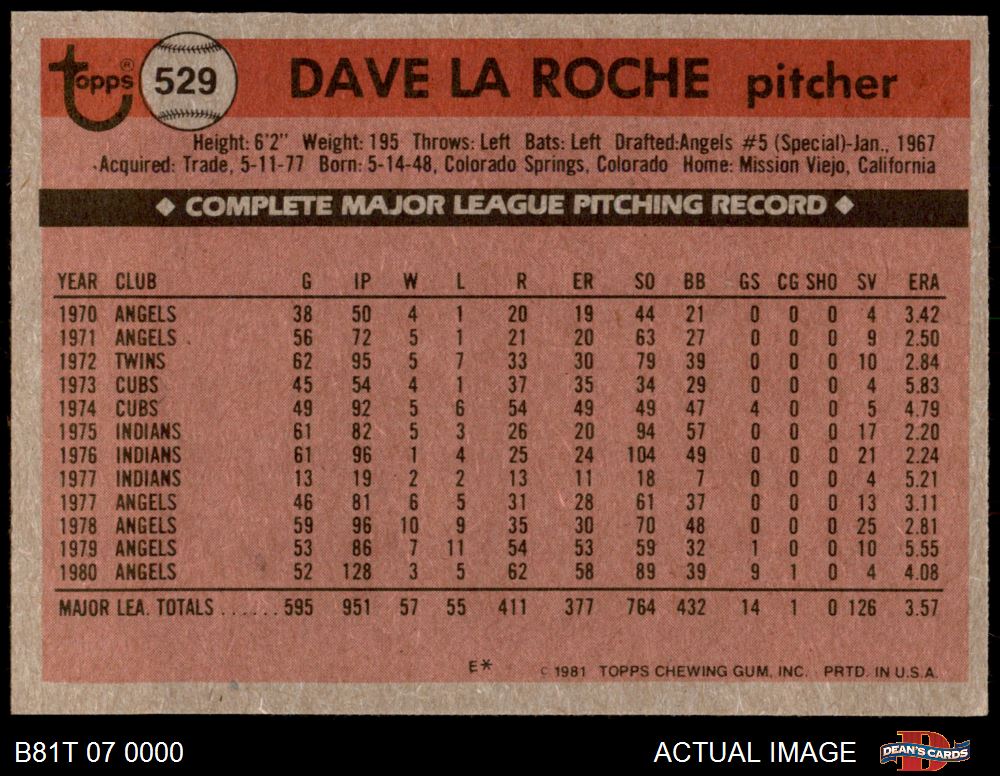 Topps® 529 DAVE LA ROCHE pitcher
Height: 6'2" Weight: 195 Throws: Left Bats: Left Drafted:Angels #5 (Special)-Jan., 1967
Acquired: Trade, 5-11-77 Born: 5-14-48, Colorado Springs, Colorado Home: Mission Viejo, California
◆ COMPLETE MAJOR LEAGUE PITCHING RECORD ◆
YEAR CLUB G IP W L R ER SO BB GS CG SHO SV ERA
1970 ANGELS 38 50 4 1 20 19 44 21 0 0 0 4 3.42
1971 ANGELS 56 72 5 1 21 20 63 27 0 0 0 9 2.50
1972 TWINS 62 95 5 7 33 30 79 39 0 0 0 10 2.84
1973 CUBS 45 54 4 1 37 35 34 29 0 0 0 4 5.83
1974 CUBS 49 92 5 6 54 49 49 47 4 0 0 5 4.79
1975 INDIANS 61 82 5 3 26 20 94 57 0 0 0 17 2.20
1976 INDIANS 61 96 1 4 25 24 104 49 0 0 0 21 2.24
1977 INDIANS 13 19 2 2 13 11 18 7 0 0 0 4 5.21
1977 ANGELS 46 81 6 5 31 28 61 37 0 0 0 13 3.11
1978 ANGELS 59 96 10 9 35 30 70 48 0 0 0 25 2.81
1979 ANGELS 53 86 7 11 54 53 59 32 1 0 0 10 5.55
1980 ANGELS 52 128 3 5 62 58 89 39 9 1 0 4 4.08
MAJOR LEA. TOTALS ...... 595 951 57 55 411 377 764 432 14 1 0 126 3.57
E* © 1981 TOPPS CHEWING GUM, INC. PRTD. IN U.S.A.
B81T 07 0000 ACTUAL IMAGE DEAN'S CARDS